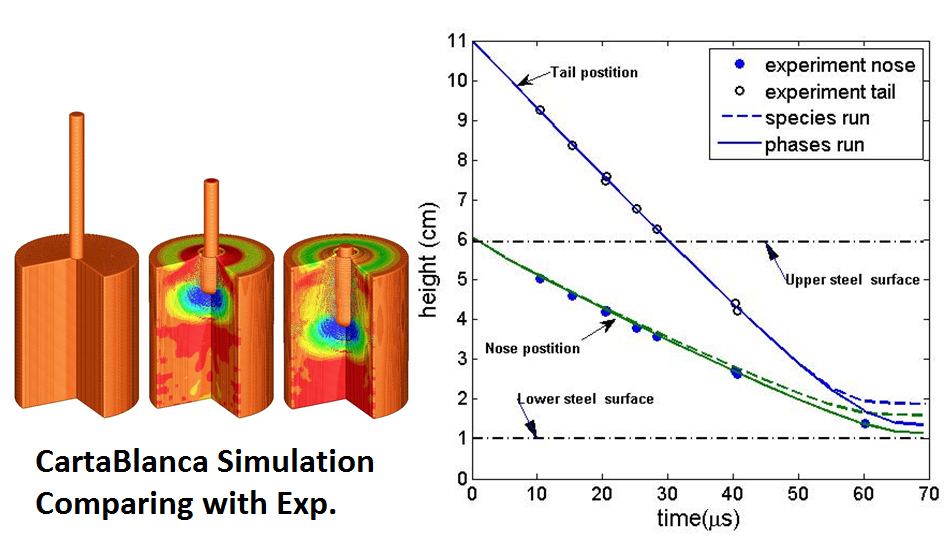 CartaBlanca Simulation
Comparing with Exp.
11
10
9
8
7
6
5
4
3
2
1
0
height (cm)
Tail postition
experiment nose
experiment tail
species run
phases run
Upper steel surface
Nose postition
Lower steel surface
0 10 20 30 40 50 60 70
time(μs)